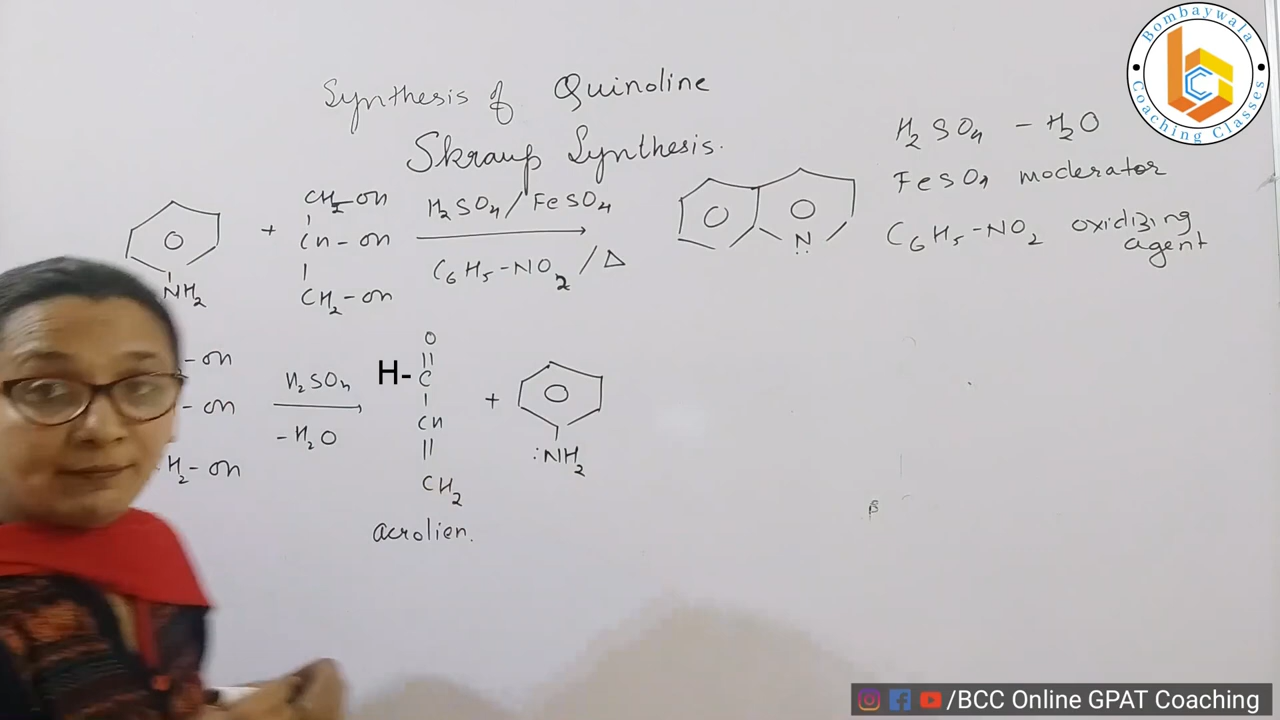 Bombaywala
Coaching Classes
Synthesis of Quinoline
Skraup Synthesis.
H2SO4 - H2O
FeSO4 moderator
C6H5-NO2 oxidizing
agent
CH2-OH
+ CH-OH
CH2-OH
H2SO4/FeSO4
C6H5-NO2/Δ
NH2
N
-OH
-OH
H2-OH
H2SO4
-H2O
O
H-C
CH
CH2
+
:NH2
acrolien.
β
/BCC Online GPAT Coaching